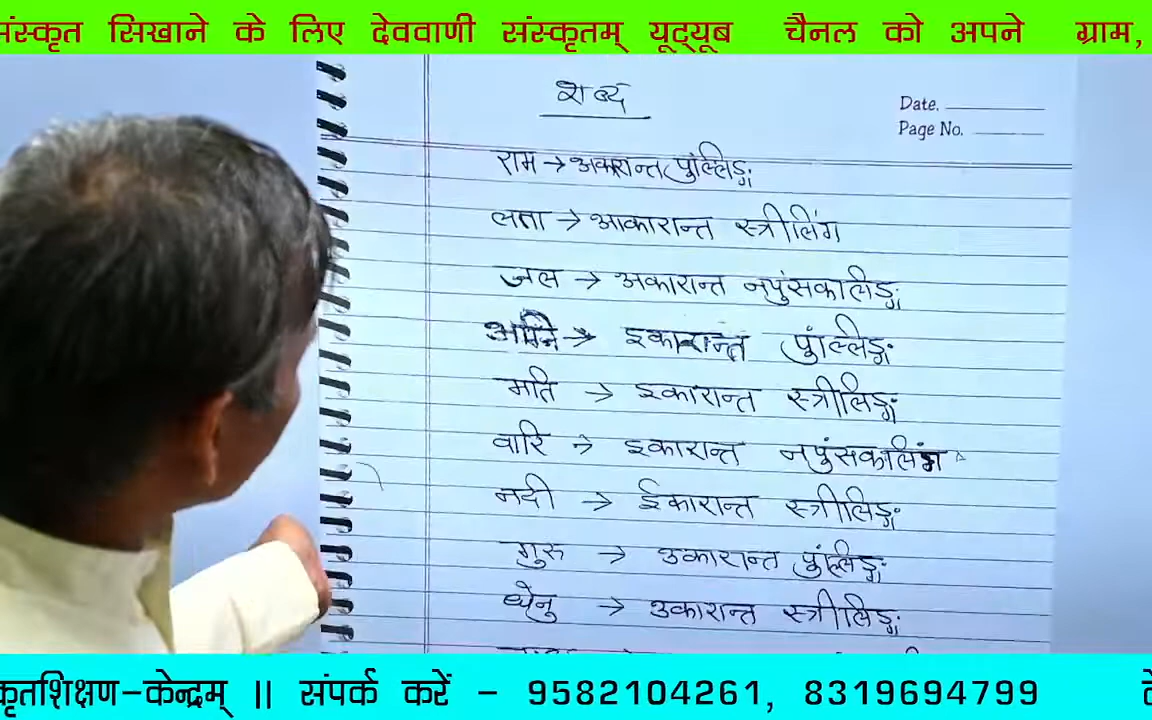 संस्कृत सिखाने के लिए देववाणी संस्कृतम् यूट्यूब चैनल को अपने ग्राम,
शब्द
Date.
Page No.
राम → अकारान्त पुंल्लिङ्गः
लता → आकारान्त स्त्रीलिंग
जल → अकारान्त नपुंसकलिङ्गः
अग्नि → इकारान्त पुंल्लिङ्गः
मति → इकारान्त स्त्रीलिङ्गः
वारि → इकारान्त नपुंसकलिंग
नदी → ईकारान्त स्त्रीलिङ्गः
गुरु → उकारान्त पुंल्लिङ्गः
धेनु → उकारान्त स्त्रीलिङ्गः
कृतशिक्षण-केन्द्रम् || संपर्क करें - 9582104261, 8319694799